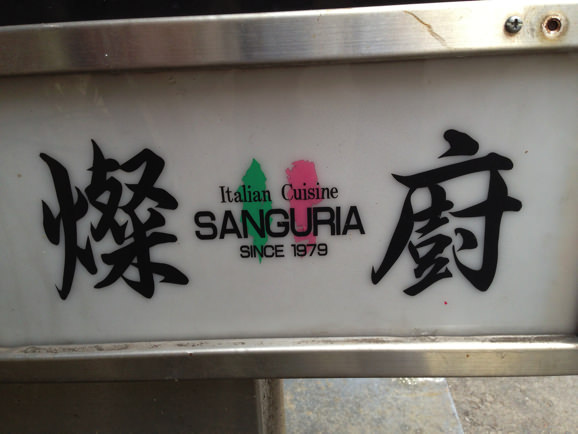 燦
Italian Cuisine
SANGURIA
SINCE 1979
廚